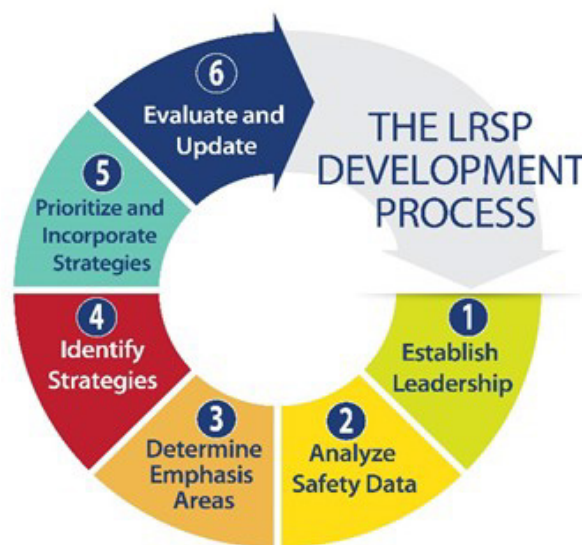 THE LRSP
DEVELOPMENT
PROCESS
1
Establish
Leadership
2
Analyze
Safety Data
3
Determine
Emphasis
Areas
4
Identify
Strategies
5
Prioritize and
Incorporate
Strategies
6
Evaluate and
Update